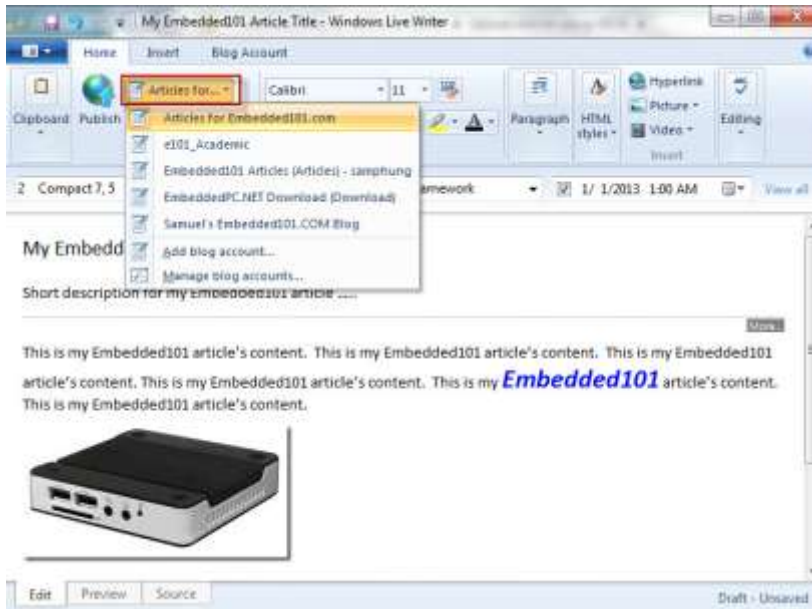 My Embedded101 Article Title - Windows Live Writer
Home Insert Blog Account
Clipboard Publish Articles for... Calibri 11 Paragraph HTML styles Hyperlink Picture Video Insert Editing
Articles for Embedded101.com
e101_Academic
Embedded101 Articles (Articles) - samphung
EmbeddedPC.NET Download (Download)
Samuel's Embedded101.COM Blog
Add blog account...
Manage blog accounts...
2 Compact 7, 5 1/ 1/2013 1:00 AM View all
My Embedd
Short description for my Embedded101 article .....
More...
This is my Embedded101 article's content. This is my Embedded101 article's content. This is my Embedded101
article's content. This is my Embedded101 article's content. This is my Embedded101 article's content.
This is my Embedded101 article's content.
Edit Preview Source Draft - Unsaved